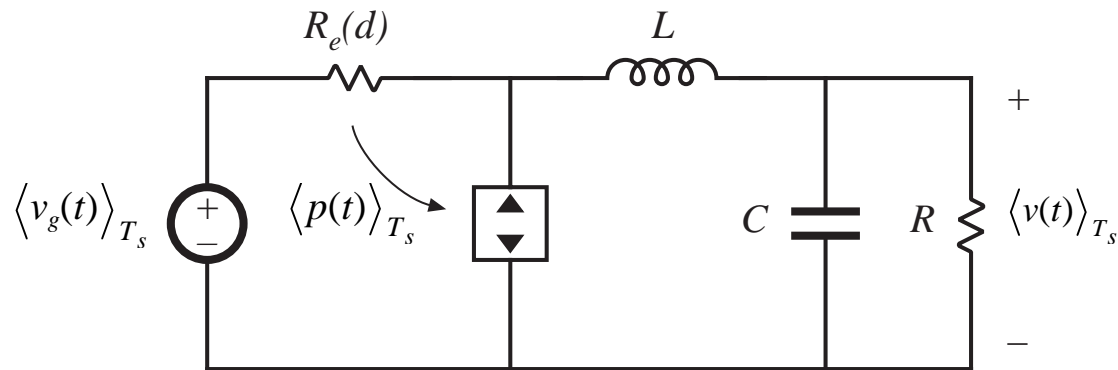 R_e(d)
L
+
⟨v_g(t)⟩_{T_s}
+
−
⟨p(t)⟩_{T_s}
C
R
⟨v(t)⟩_{T_s}
−